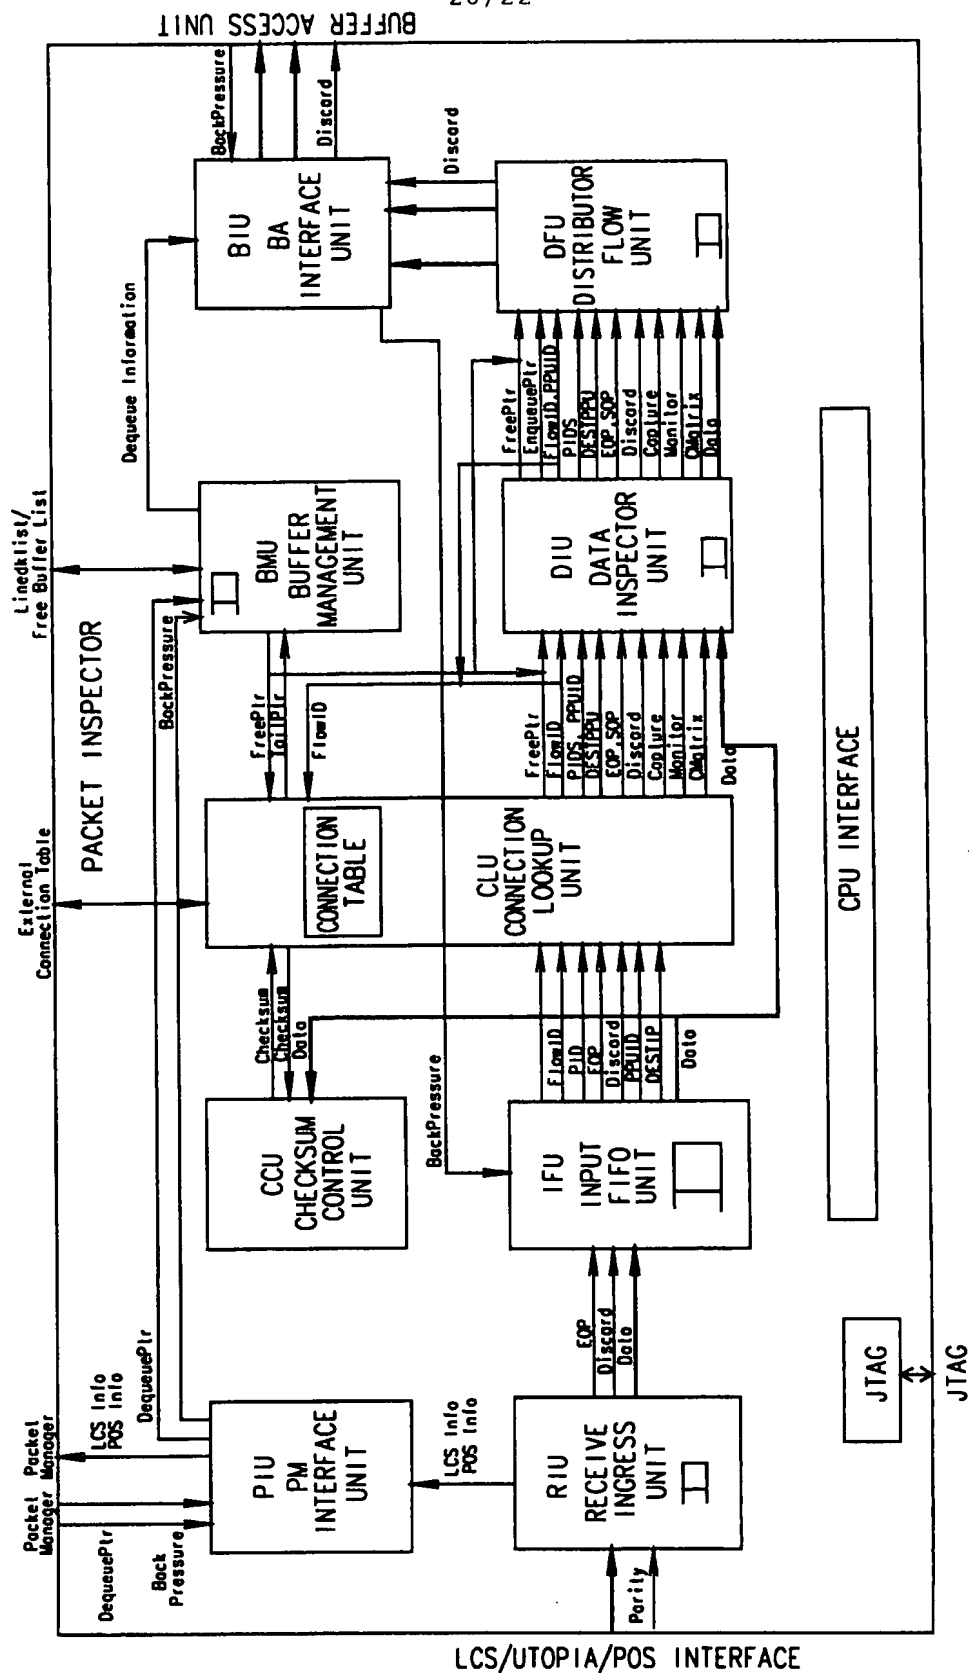 20/22
BUFFER ACCESS UNIT
PACKET INSPECTOR
Packet
Manager
Packet
Manager
DequeuePtr
Back
Pressure
LCS Info
POS Info
DequeuePtr
External
Connection Table
BackPressure
Linedklist/
Free Buffer List
Dequeue Information
BackPressure
Discard
PIU
PM
INTERFACE
UNIT
CCU
CHECKSUM
CONTROL
UNIT
Checksum
Checksum
Data
CONNECTION
TABLE
CLU
CONNECTION
LOOKUP
UNIT
FreePtr
TailPtr
FlowID
BMU
BUFFER
MANAGEMENT
UNIT
BIU
BA
INTERFACE
UNIT
Discard
LCS Info
POS Info
BackPressure
RIU
RECEIVE
INGRESS
UNIT
Parity
EOP
Discard
Data
IFU
INPUT
FIFO
UNIT
FlowID
PID
EOP
Discard
PPUID
DESTIP
Data
FreePtr
FlowID
PIDS, PPUID
DESTPPU
EOP,SOP
Discard
Capture
Monitor
CMatrix
Data
DIU
DATA
INSPECTOR
UNIT
FreePtr
EnqueuePtr
FlowID,PPUID
PIDS
DESTPPU
EOP,SOP
Discard
Capture
Monitor
CMatrix
Data
DFU
DISTRIBUTOR
FLOW
UNIT
JTAG
JTAG
CPU INTERFACE
LCS/UTOPIA/POS INTERFACE